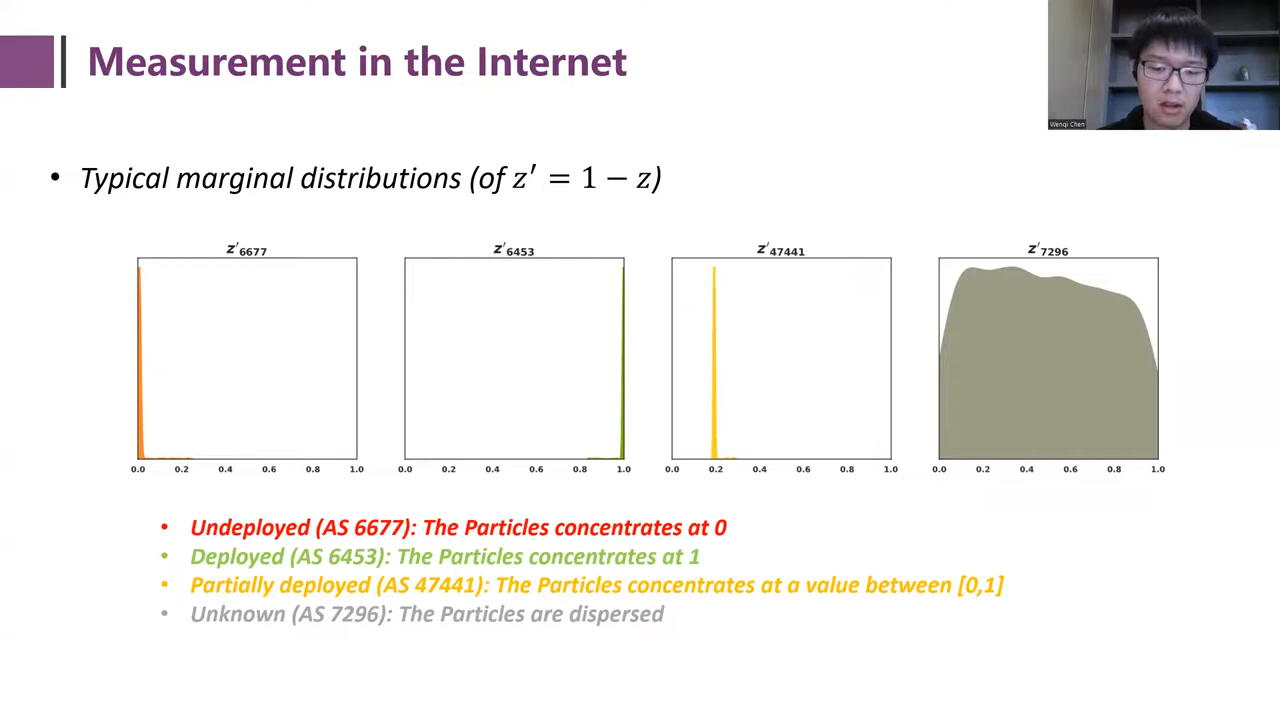 Measurement in the Internet
Wenqi Chen
• Typical marginal distributions (of z′ = 1 − z)
z′6677
z′6453
z′47441
z′7296
0.0 0.2 0.4 0.6 0.8 1.0
0.0 0.2 0.4 0.6 0.8 1.0
0.0 0.2 0.4 0.6 0.8 1.0
0.0 0.2 0.4 0.6 0.8 1.0
• Undeployed (AS 6677): The Particles concentrates at 0
• Deployed (AS 6453): The Particles concentrates at 1
• Partially deployed (AS 47441): The Particles concentrates at a value between [0,1]
• Unknown (AS 7296): The Particles are dispersed